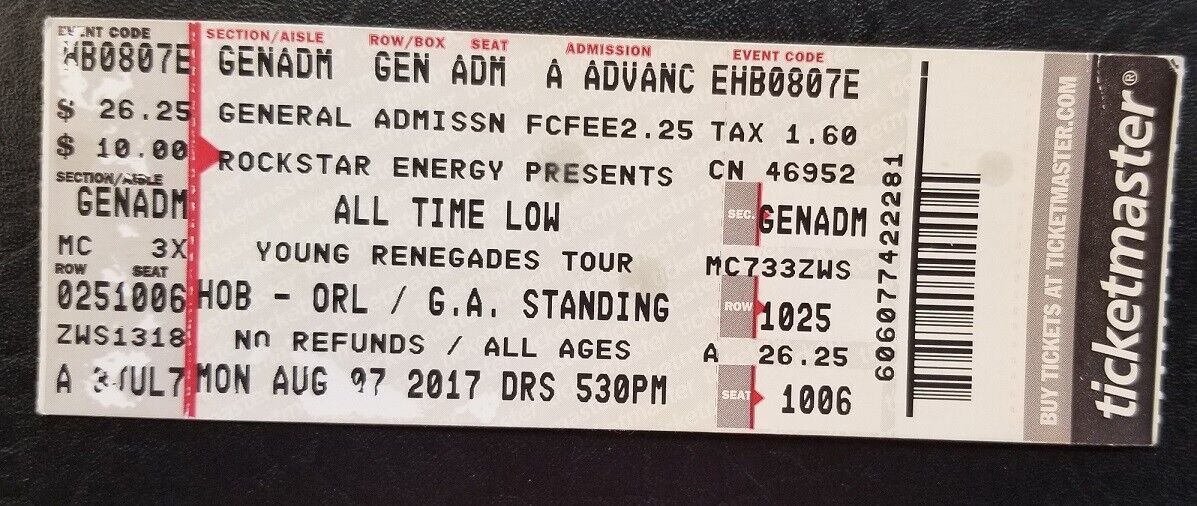 EVENT CODE SECTION/AISLE ROW/BOX SEAT ADMISSION EVENT CODE
HB0807E GENADM GEN ADM A ADVANC EHB0807E
$ 26.25 GENERAL ADMISSN FCFEE2.25 TAX 1.60
$ 10.00 ROCKSTAR ENERGY PRESENTS CN 46952
SECTION/AISLE
GENADM ALL TIME LOW SEC. GENADM
MC 3X YOUNG RENEGADES TOUR MC733ZWS
ROW SEAT
0251006 HOB - ORL / G.A. STANDING ROW 1025
ZWS1318 NO REFUNDS / ALL AGES A 26.25
A 3JUL7 MON AUG 07 2017 DRS 530PM SEAT 1006
606077422281
BUY TICKETS AT TICKETMASTER.COM
ticketmaster®